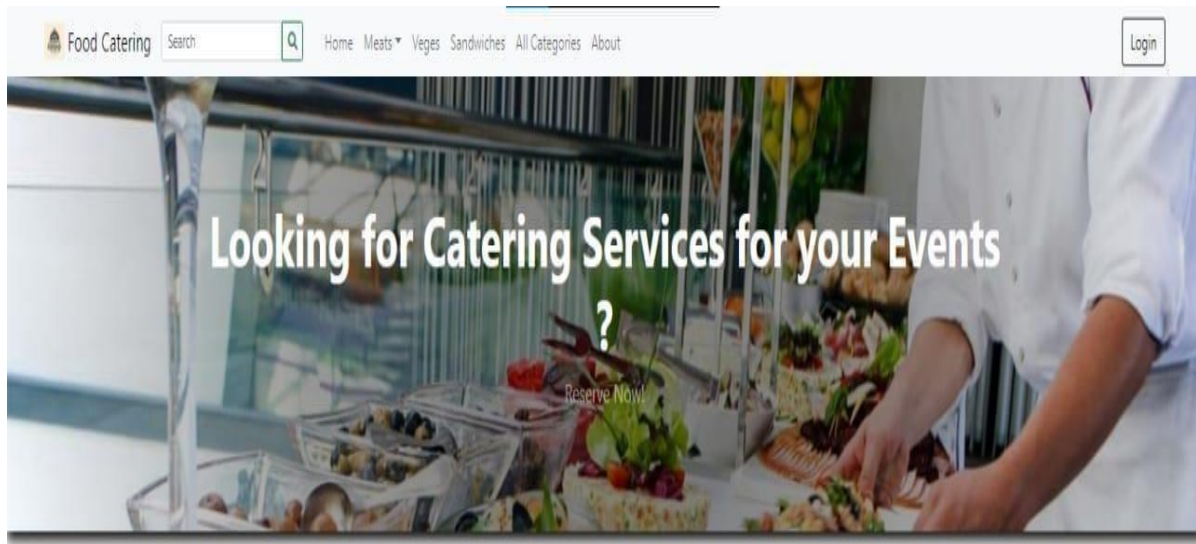 Food Catering Search Home Meats Veges Sandwiches All Categories About Login
Looking for Catering Services for your Events
?
Reserve Now!